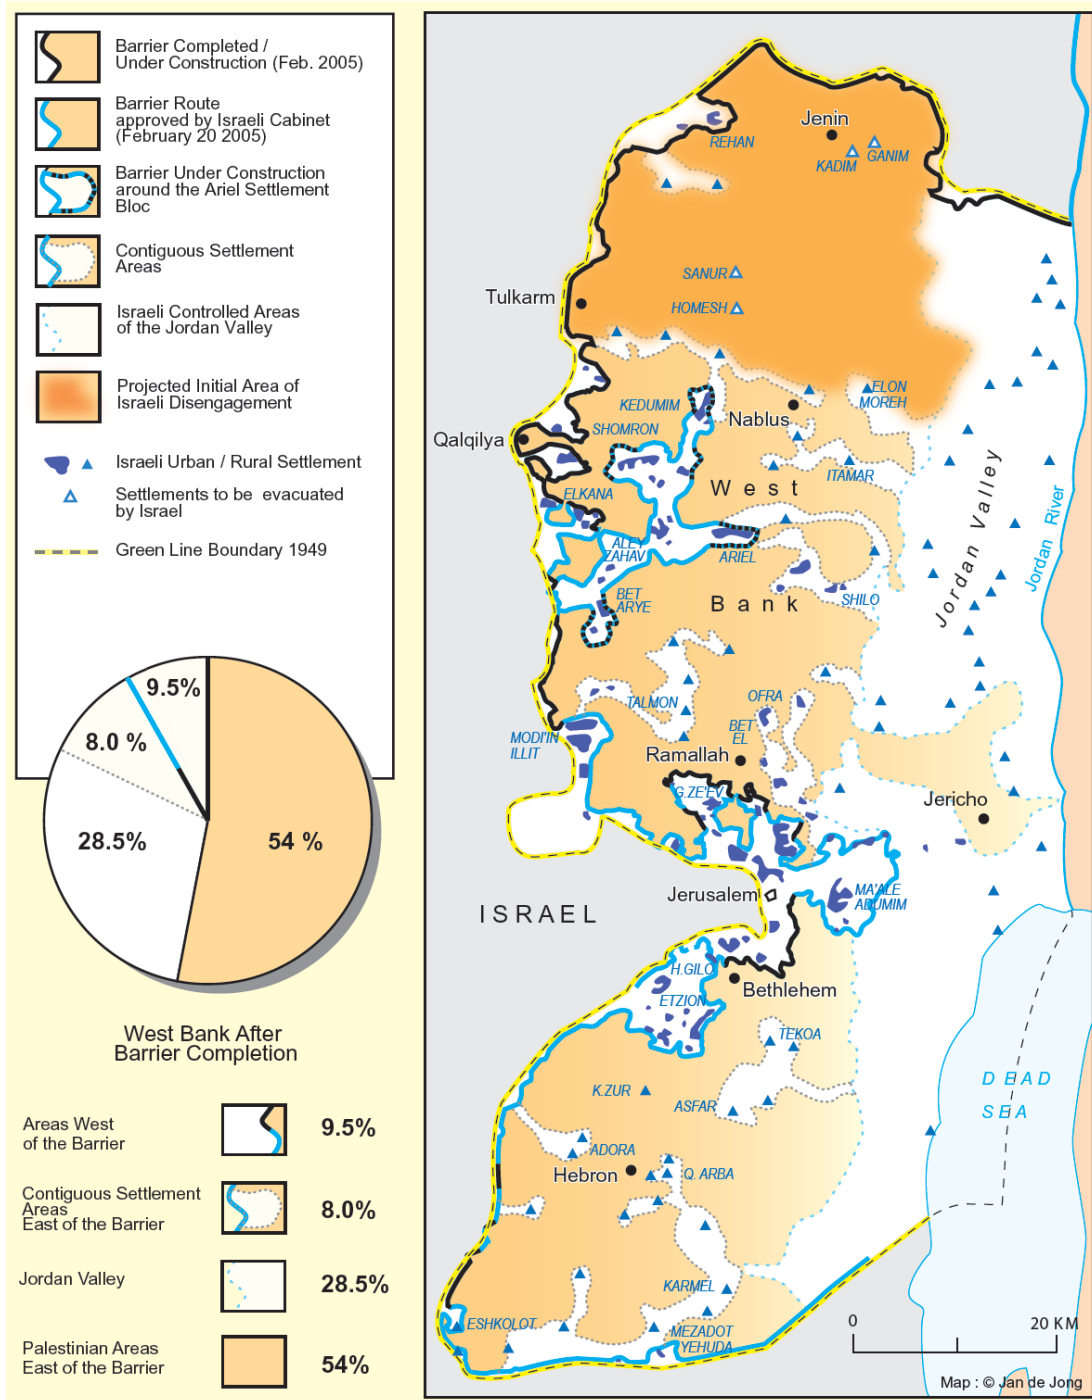 Barrier Completed /
Under Construction (Feb. 2005)
Barrier Route
approved by Israeli Cabinet
(February 20 2005)
Barrier Under Construction
around the Ariel Settlement
Bloc
Contiguous Settlement
Areas
Israeli Controlled Areas
of the Jordan Valley
Projected Initial Area of
Israeli Disengagement
Israeli Urban / Rural Settlement
Settlements to be evacuated
by Israel
Green Line Boundary 1949
9.5%
8.0 %
28.5%
54 %
West Bank After
Barrier Completion
Areas West
of the Barrier
9.5%
Contiguous Settlement
Areas
East of the Barrier
8.0%
Jordan Valley
28.5%
Palestinian Areas
East of the Barrier
54%
Jenin
REHAN
KADIM
GANIM
SANUR
Tulkarm
HOMESH
KEDUMIM
ELON
MOREH
Nablus
SHOMRON
Qalqilya
ITAMAR
ELKANA
West
Jordan Valley
Jordan River
ALEY
ZAHAV
ARIEL
BET
ARYE
Bank
SHILO
TALMON
OFRA
BET
EL
MODI'IN
ILLIT
Ramallah
G.ZE'EV
Jericho
Jerusalem
MA'ALE
ADUMIM
ISRAEL
H.GILO
Bethlehem
ETZION
TEKOA
K.ZUR
ASFAR
DEAD
SEA
ADORA
Hebron
Q. ARBA
KARMEL
ESHKOLOT
MEZADOT
YEHUDA
0
20 KM
Map : © Jan de Jong